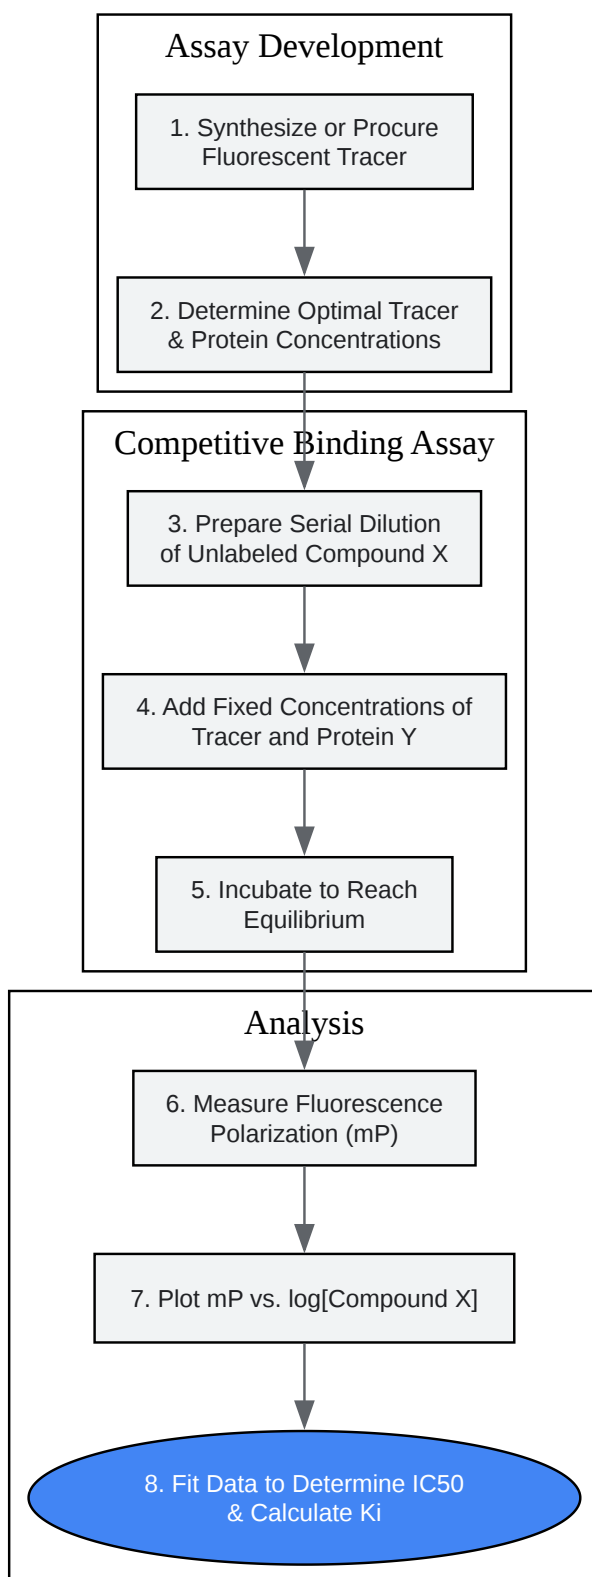 Assay Development
1. Synthesize or Procure
Fluorescent Tracer
2. Determine Optimal Tracer
& Protein Concentrations
Competitive Binding Assay
3. Prepare Serial Dilution
of Unlabeled Compound X
4. Add Fixed Concentrations of
Tracer and Protein Y
5. Incubate to Reach
Equilibrium
Analysis
6. Measure Fluorescence
Polarization (mP)
7. Plot mP vs. log[Compound X]
8. Fit Data to Determine IC50
& Calculate Ki